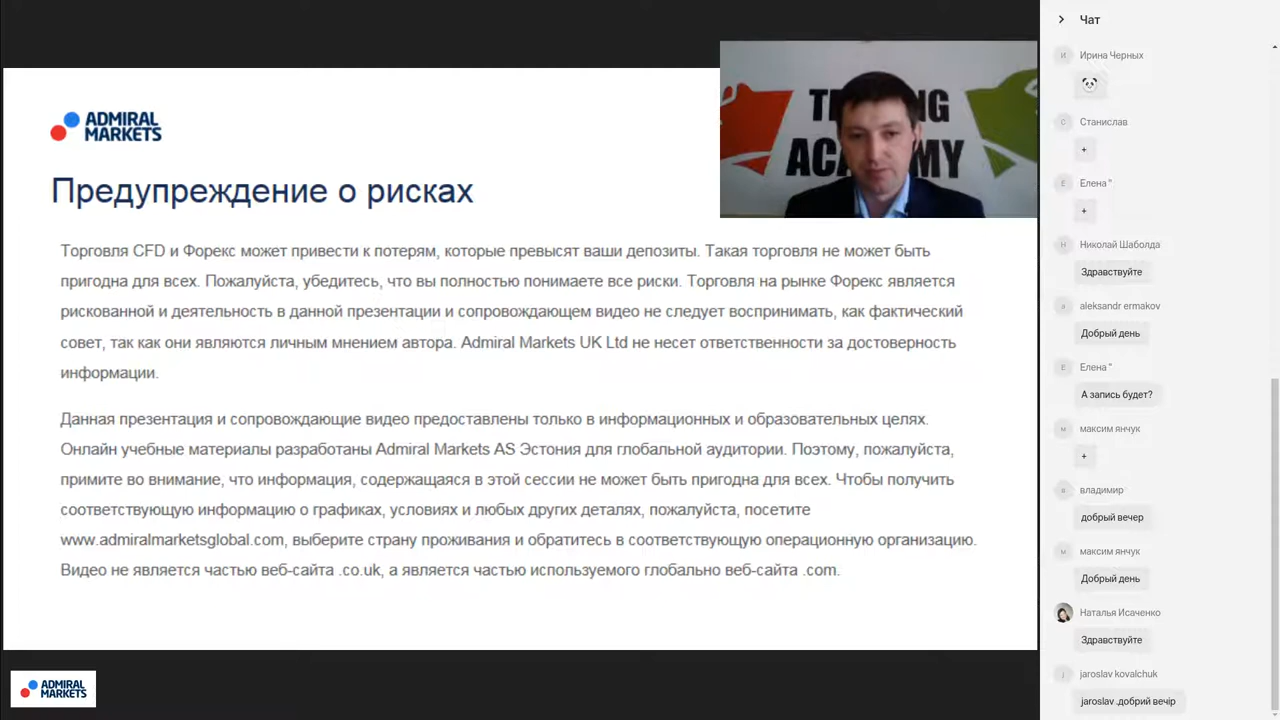 ADMIRAL
MARKETS
Предупреждение о рисках
Торговля CFD и Форекс может привести к потерям, которые превысят ваши депозиты. Такая торговля не может быть
пригодна для всех. Пожалуйста, убедитесь, что вы полностью понимаете все риски. Торговля на рынке Форекс является
рискованной и деятельность в данной презентации и сопровождающем видео не следует воспринимать, как фактический
совет, так как они являются личным мнением автора. Admiral Markets UK Ltd не несет ответственности за достоверность
информации.
Данная презентация и сопровождающие видео предоставлены только в информационных и образовательных целях.
Онлайн учебные материалы разработаны Admiral Markets AS Эстония для глобальной аудитории. Поэтому, пожалуйста,
примите во внимание, что информация, содержащаяся в этой сессии не может быть пригодна для всех. Чтобы получить
соответствующую информацию о графиках, условиях и любых других деталях, пожалуйста, посетите
www.admiralmarketsglobal.com, выберите страну проживания и обратитесь в соответствующую операционную организацию.
Видео не является частью веб-сайта .co.uk, а является частью используемого глобально веб-сайта .com.
ADMIRAL
MARKETS
ACADEMY
Чат
И Ирина Черных
С Станислав
+
Е Елена "
+
Н Николай Шаболда
Здравствуйте
a aleksandr ermakov
Добрый день
Е Елена "
А запись будет?
м максим янчук
+
в владимир
добрый вечер
м максим янчук
Добрый день
Наталья Исаченко
Здравствуйте
j jaroslav kovalchuk
jaroslav .добрий вечір